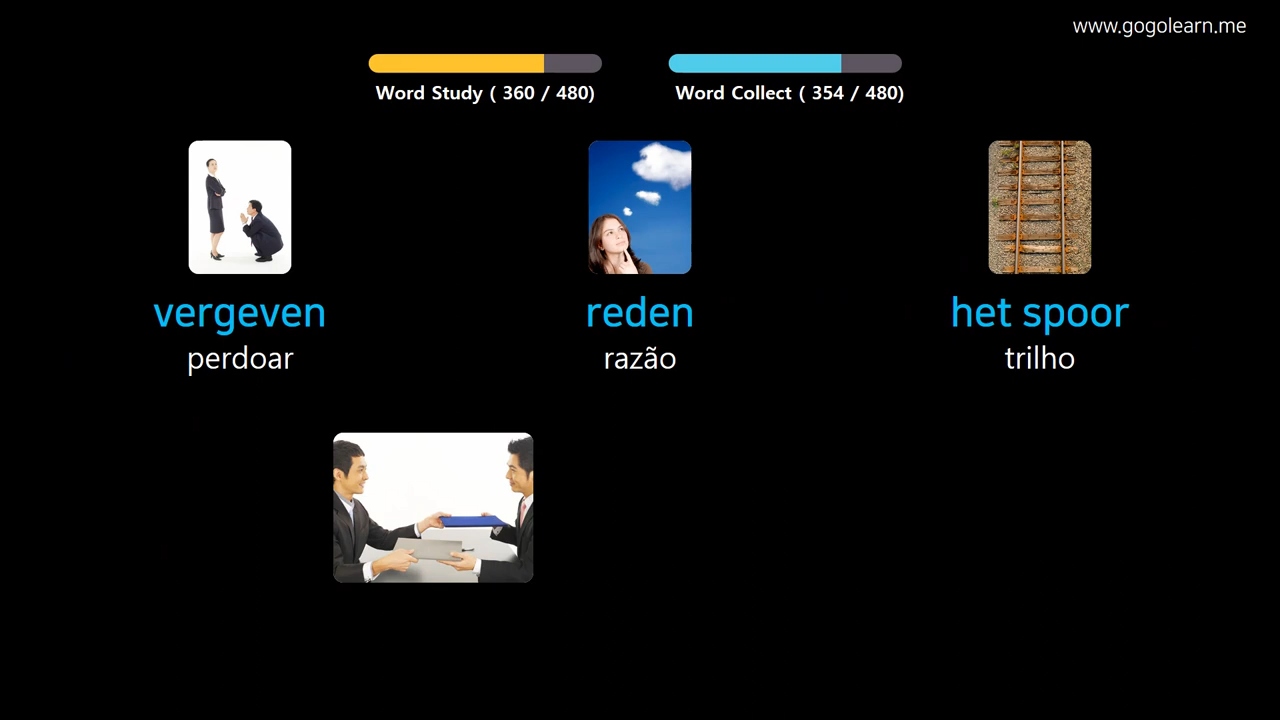 www.gogolearn.me
Word Study ( 360 / 480)
Word Collect ( 354 / 480)
vergeven
perdoar
reden
razão
het spoor
trilho